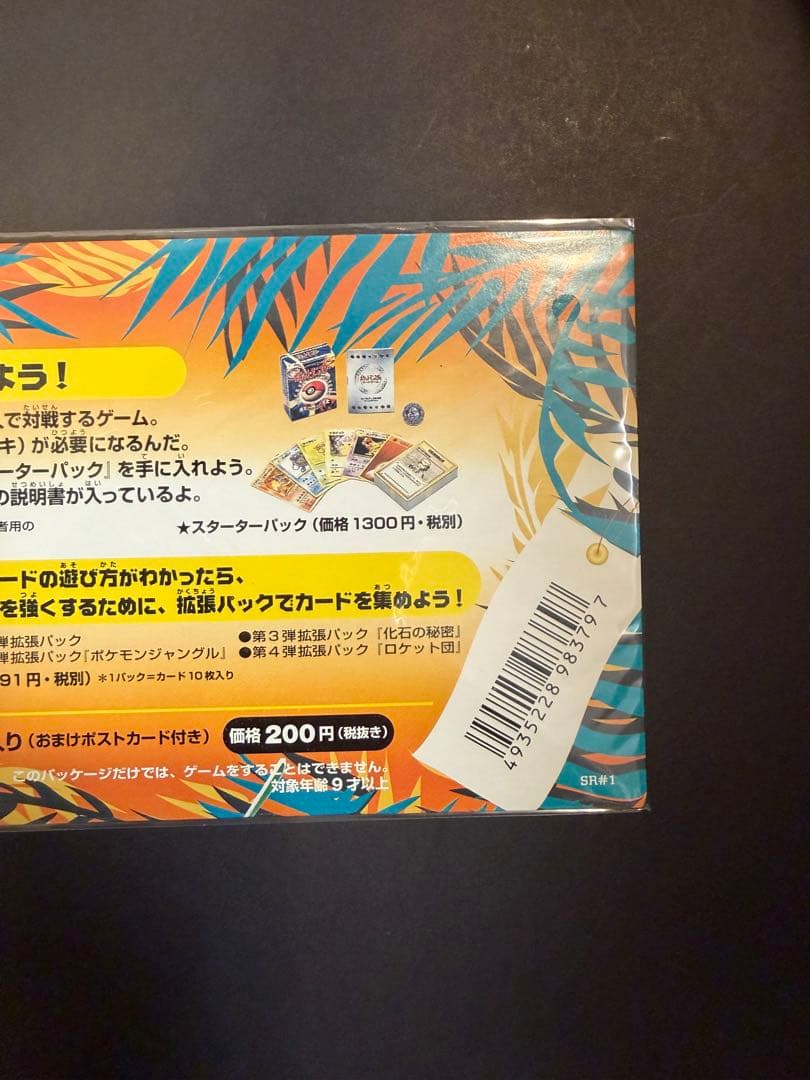 よう!
で対戦するゲーム。
キ)が必要になるんだ。
ーターパック』を手に入れよう。
の説明書が入っているよ。
者用の
★スターターパック(価格1300円・税別)
ードの遊び方がわかったら、
を強くするために、拡張パックでカードを集めよう!
弾拡張パック
●第3弾拡張パック『化石の秘密』
弾拡張パック『ポケモンジャングル』
●第4弾拡張パック『ロケット団』
91円・税別) *1パック=カード10枚入り
入り(おまけポストカード付き)
価格200円(税抜き)
このパッケージだけでは、ゲームをすることはできません。
対象年齢9才以上
4935228983797
SR#1